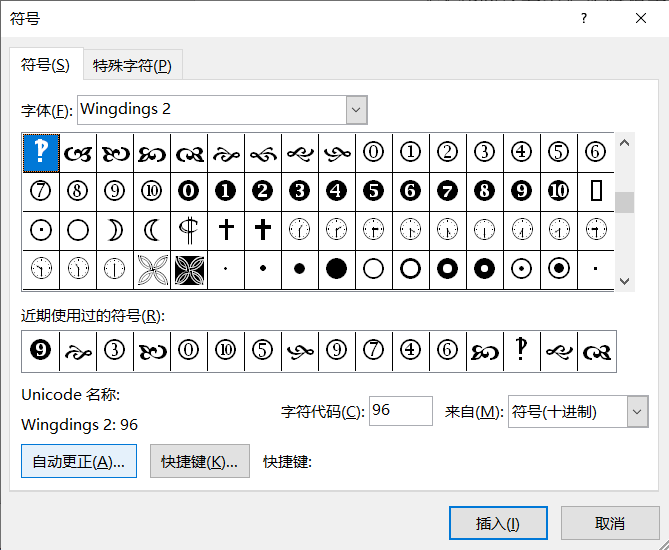 符号
符号(S) 特殊字符(P)
字体(F): Wingdings 2
⓪ ① ② ③ ④ ⑤ ⑥
⑦ ⑧ ⑨ ⑩ ⓿ ❶ ❷ ❸ ❹ ❺ ❻ ❼ ❽ ❾ ❿
近期使用过的符号(R):
❾ ③ ⓪ ⑩ ⑤ ⑨ ⑦ ④ ⑥
Unicode 名称:
Wingdings 2: 96
字符代码(C): 96 来自(M): 符号(十进制)
自动更正(A)... 快捷键(K)... 快捷键:
插入(I) 取消